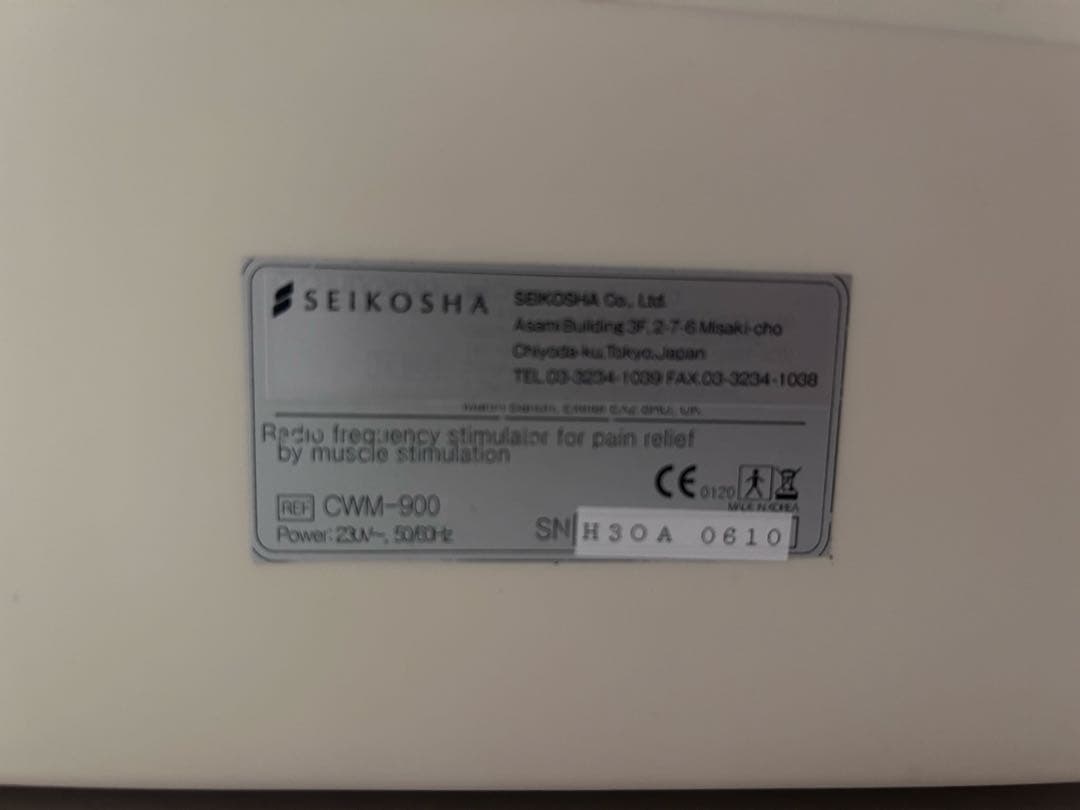 SEIKOSHA
SEIKOSHA Co., Ltd.
Asami Building 3F, 2-7-6 Misaki-cho
Chiyoda-ku, Tokyo, Japan
TEL.03-3234-1039 FAX.03-3234-1038
Radio frequency stimulator for pain relief
by muscle stimulation
CE 0120
MADE IN KOREA
REF CWM-900
Power: 230V~, 50/60Hz
SN H30A 0610